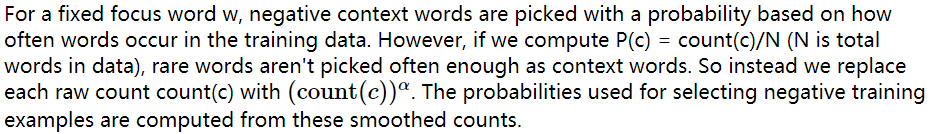 For a fixed focus word w, negative context words are picked with a probability based on how
often words occur in the training data. However, if we compute P(c) = count(c)/N (N is total
words in data), rare words aren't picked often enough as context words. So instead we replace
each raw count count(c) with (count(c))^α. The probabilities used for selecting negative training
examples are computed from these smoothed counts.